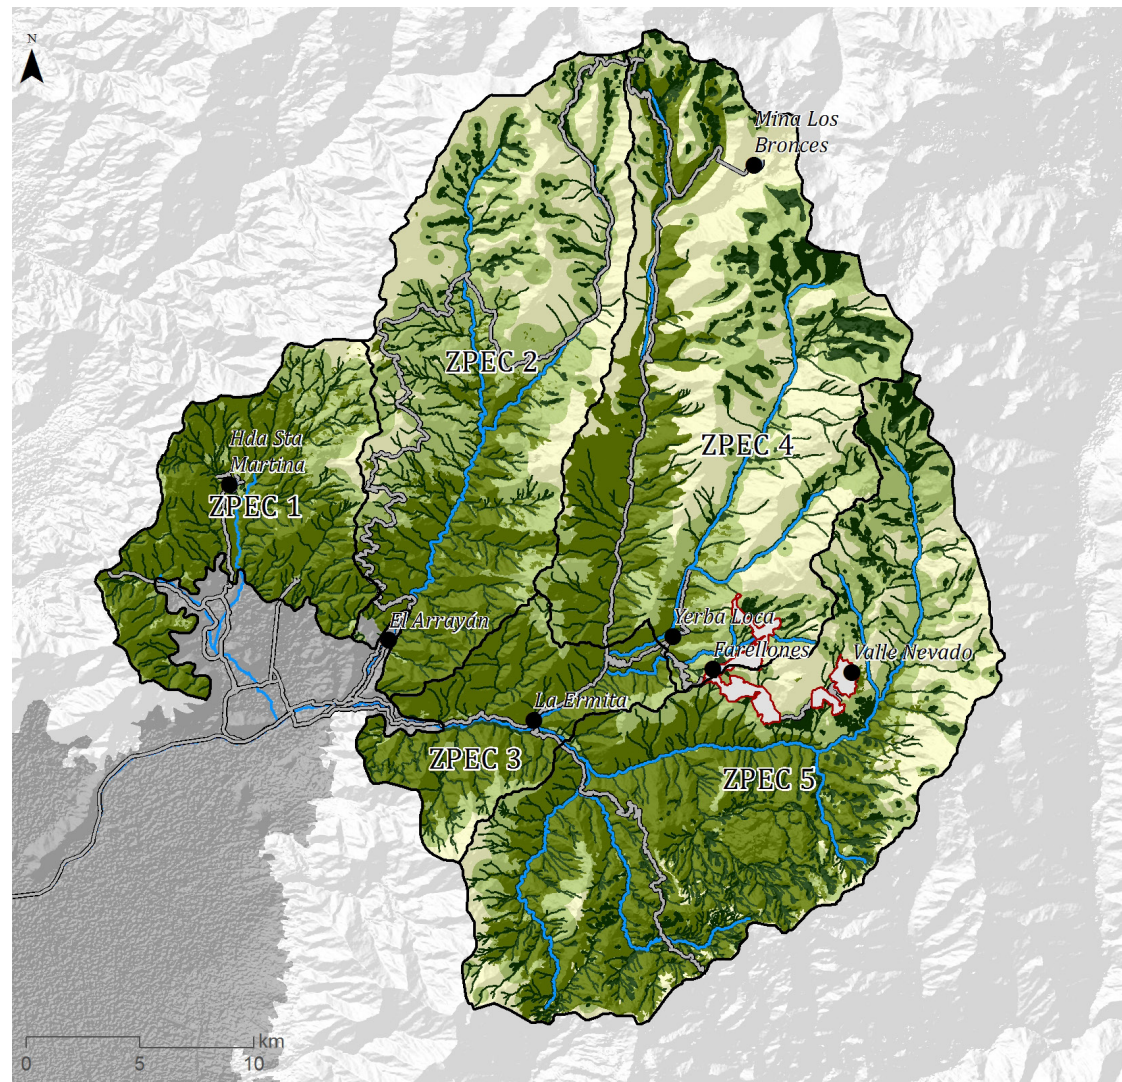 N
Mina Los
Bronces
ZPEC 2
Hda Sta
Martina
ZPEC 1
ZPEC 4
El Arrayán
Yerba Loca
Farellones
Valle Nevado
La Ermita
ZPEC 3
ZPEC 5
km
0 5 10